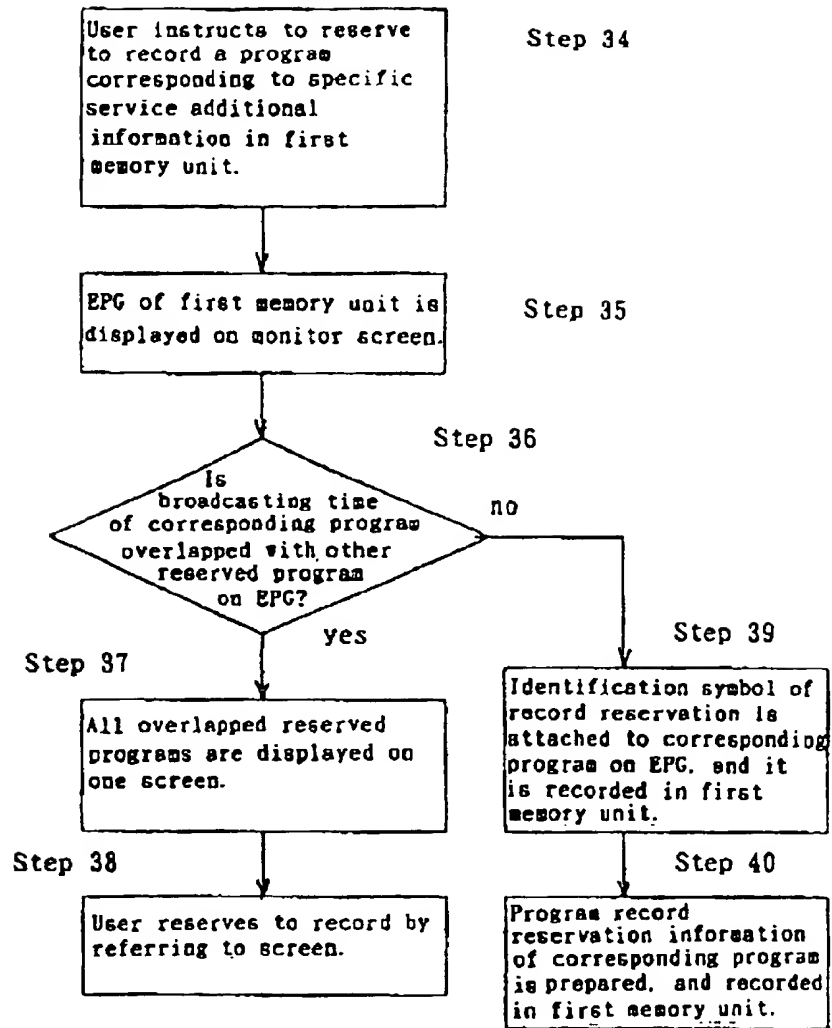 User instructs to reserve
to record a program
corresponding to specific
service additional
information in first
memory unit.
Step 34
EPG of first memory unit is
displayed on monitor screen.
Step 35
Step 36
Is
broadcasting time
of corresponding program
overlapped with other
reserved program
on EPG?
no
yes
Step 37
All overlapped reserved
programs are displayed on
one screen.
Step 38
User reserves to record by
referring to screen.
Step 39
Identification symbol of
record reservation is
attached to corresponding
program on EPG, and it
is recorded in first
memory unit.
Step 40
Program record
reservation information
of corresponding program
is prepared, and recorded
in first memory unit.